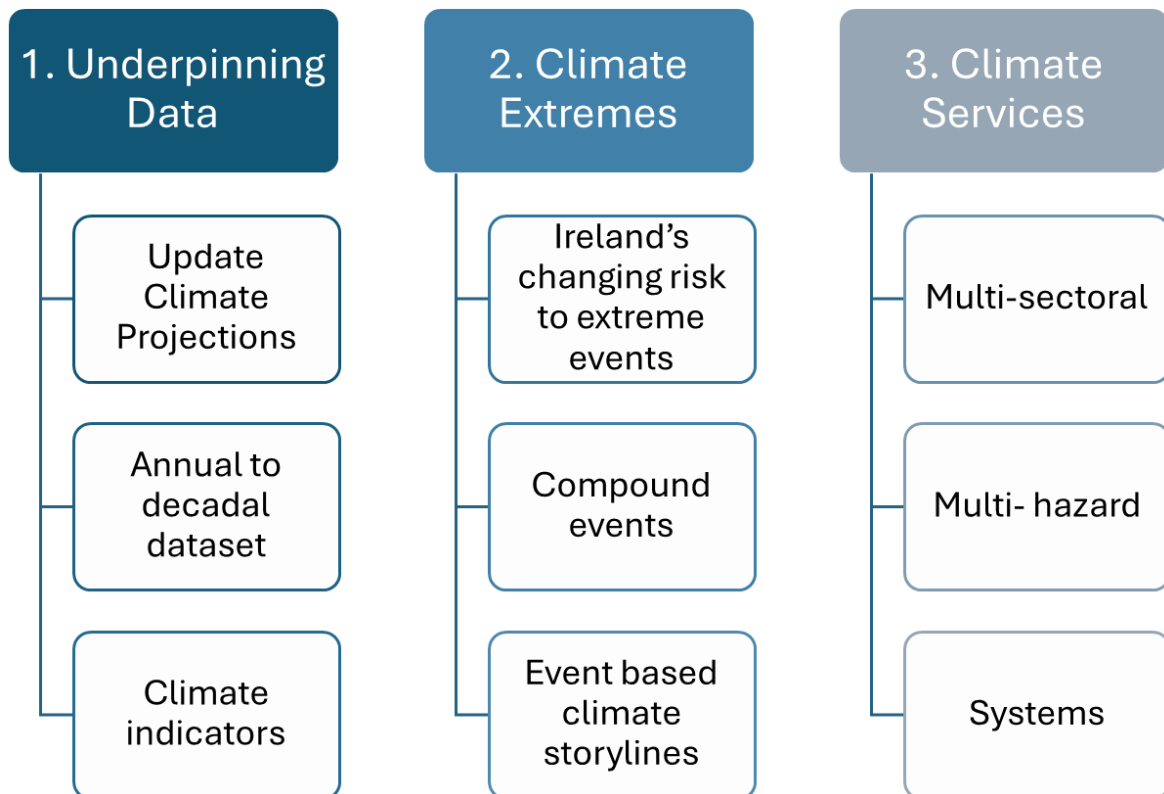 1. Underpinning
Data
Update
Climate
Projections
Annual to
decadal
dataset
Climate
indicators
2. Climate
Extremes
Ireland’s
changing risk
to extreme
events
Compound
events
Event based
climate
storylines
3. Climate
Services
Multi-sectoral
Multi- hazard
Systems